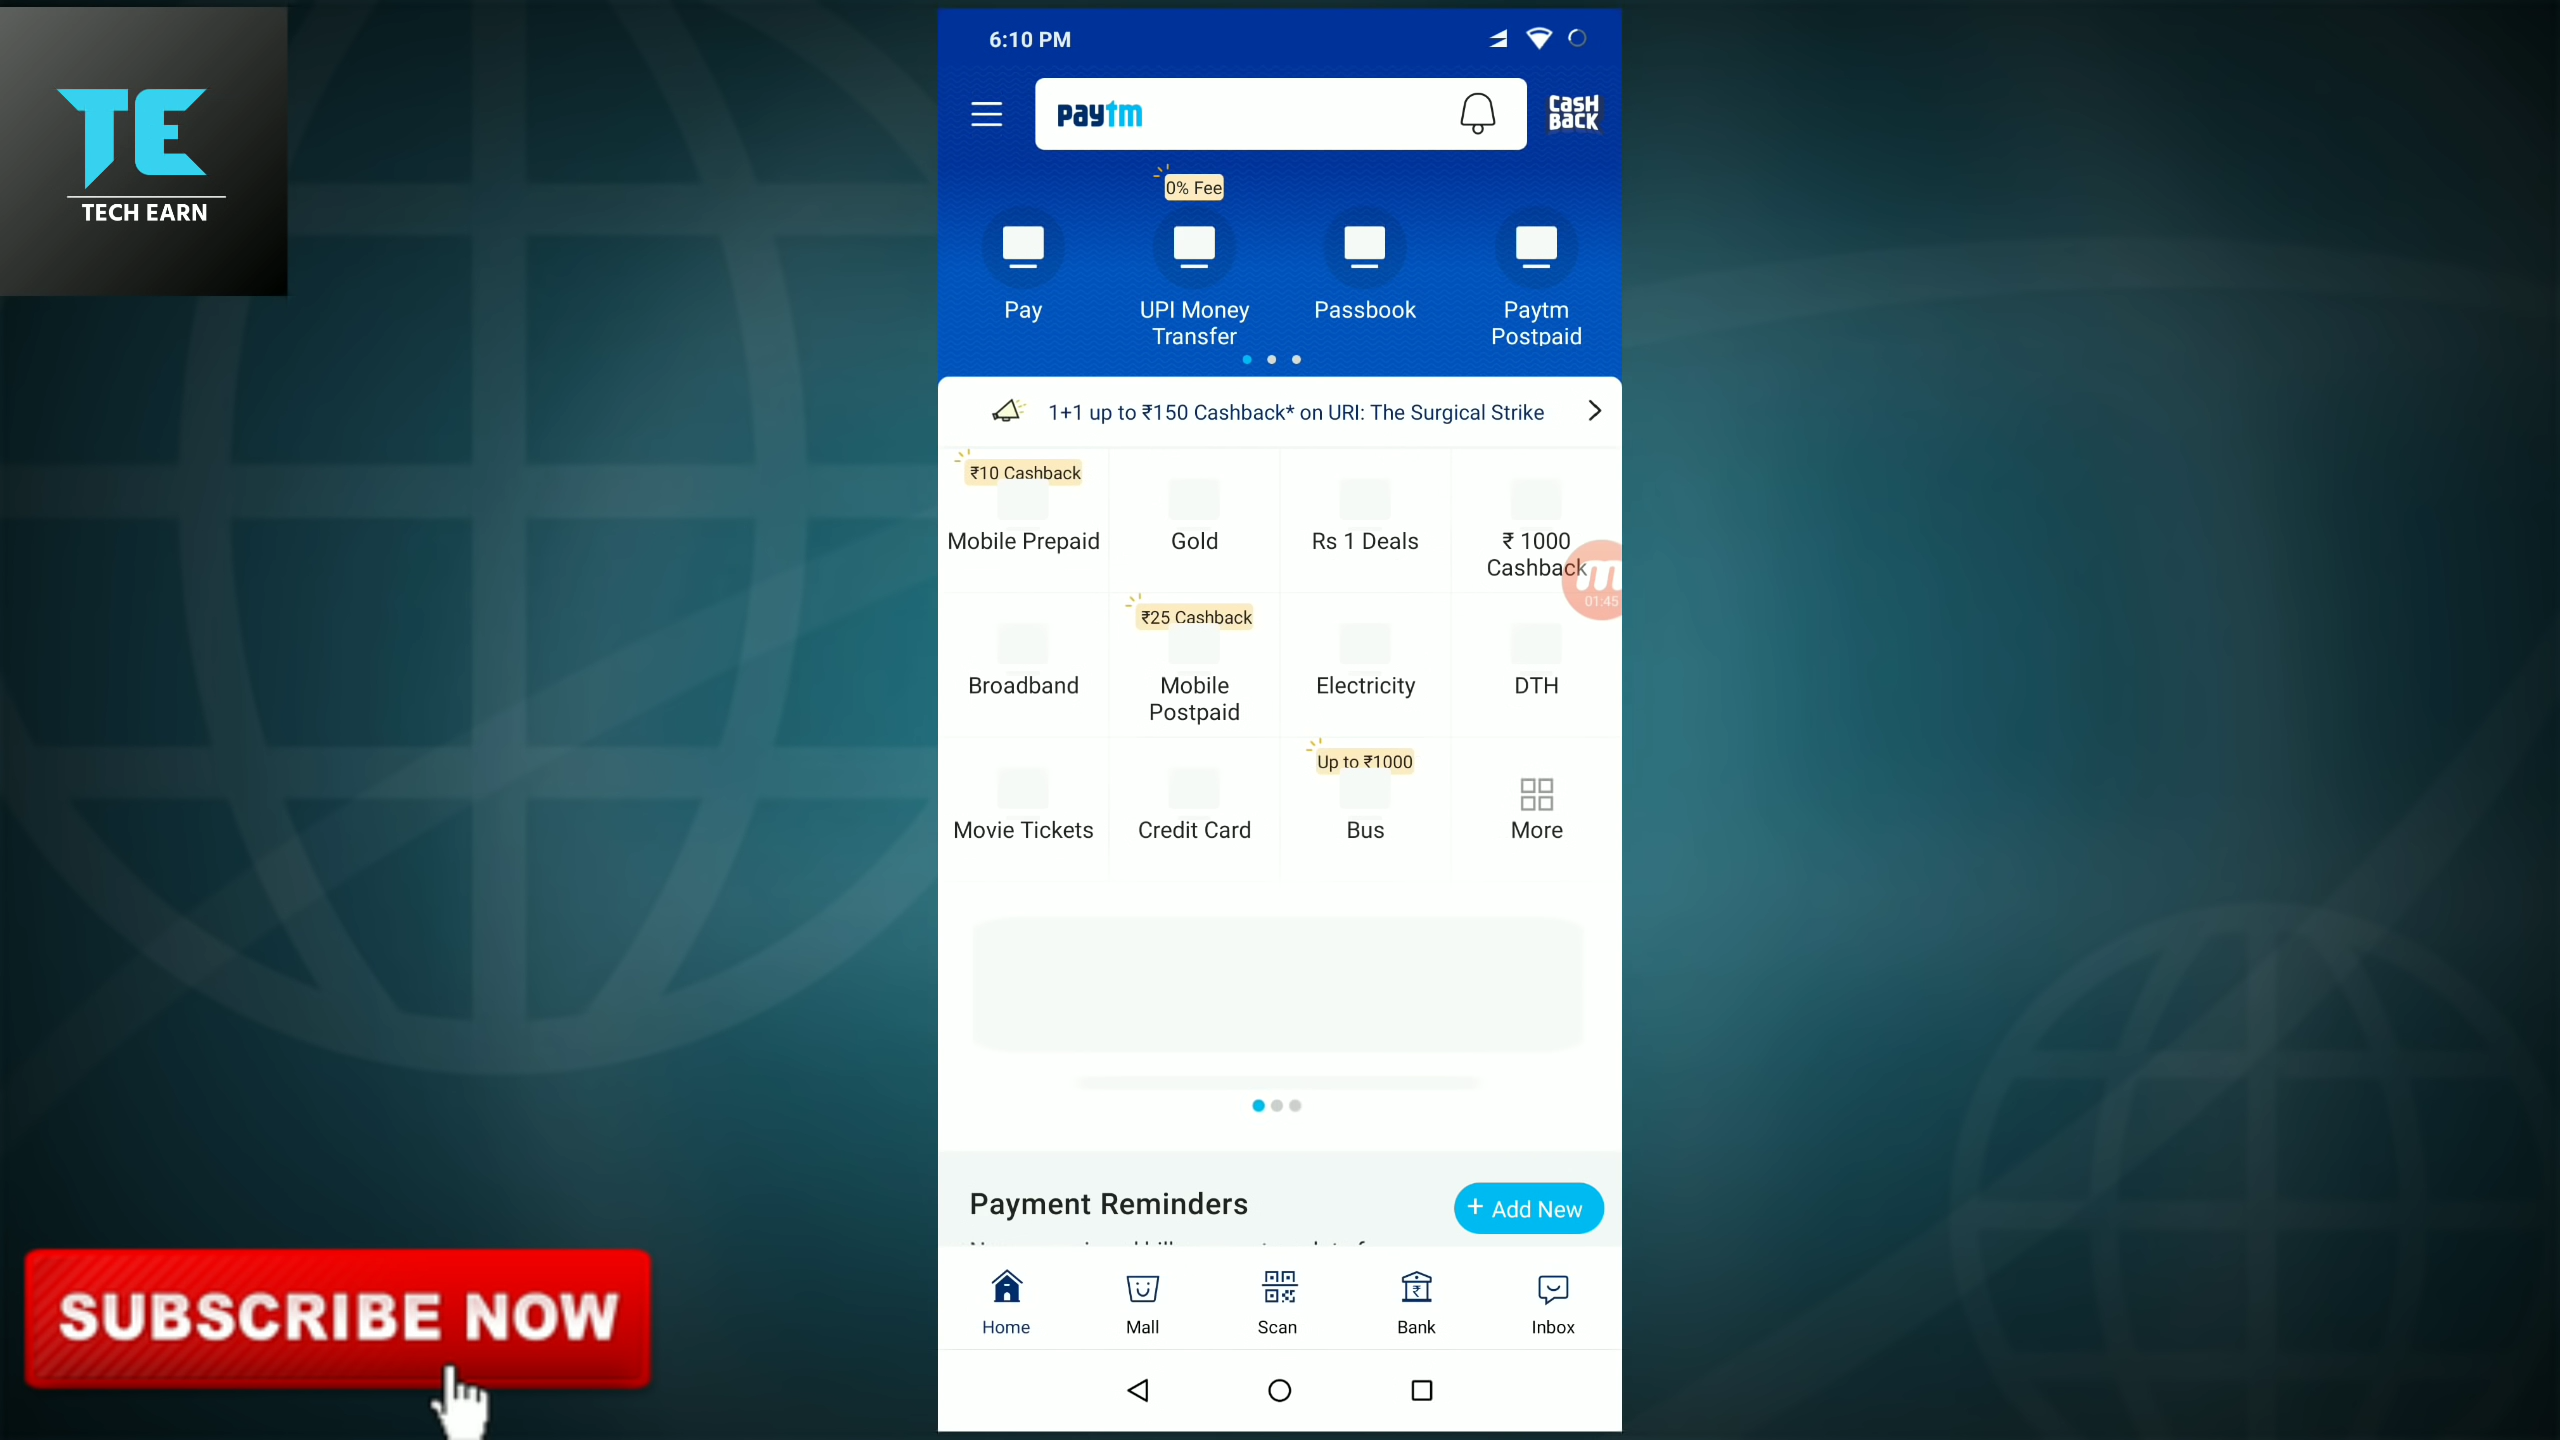 TE
TECH EARN
6:10 PM
paytm
CASH
BACK
0% Fee
Pay
UPI Money
Transfer
Passbook
Paytm
Postpaid
1+1 up to ₹150 Cashback* on URI: The Surgical Strike
₹10 Cashback
Mobile Prepaid
Gold
Rs 1 Deals
₹ 1000
Cashback
m
01:45
₹25 Cashback
Broadband
Mobile
Postpaid
Electricity
DTH
Up to ₹1000
Movie Tickets
Credit Card
Bus
More
Payment Reminders
+ Add New
Home
Mall
Scan
Bank
Inbox
SUBSCRIBE NOW